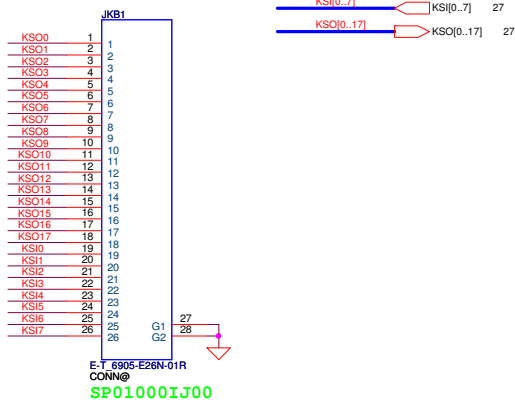 JKB1
KSI[0..7] KSI[0..7] 27
KSO[0..17] KSO[0..17] 27
KSO0 1 1
KSO1 2 2
KSO2 3 3
KSO3 4 4
KSO4 5 5
KSO5 6 6
KSO6 7 7
KSO7 8 8
KSO8 9 9
KSO9 10 10
KSO10 11 11
KSO11 12 12
KSO12 13 13
KSO13 14 14
KSO14 15 15
KSO15 16 16
KSO16 17 17
KSO17 18 18
KSI0 19 19
KSI1 20 20
KSI2 21 21
KSI3 22 22
KSI4 23 23
KSI5 24 24
KSI6 25 25 G1 27
KSI7 26 26 G2 28
E-T_6905-E26N-01R
CONN@
SP01000IJ00